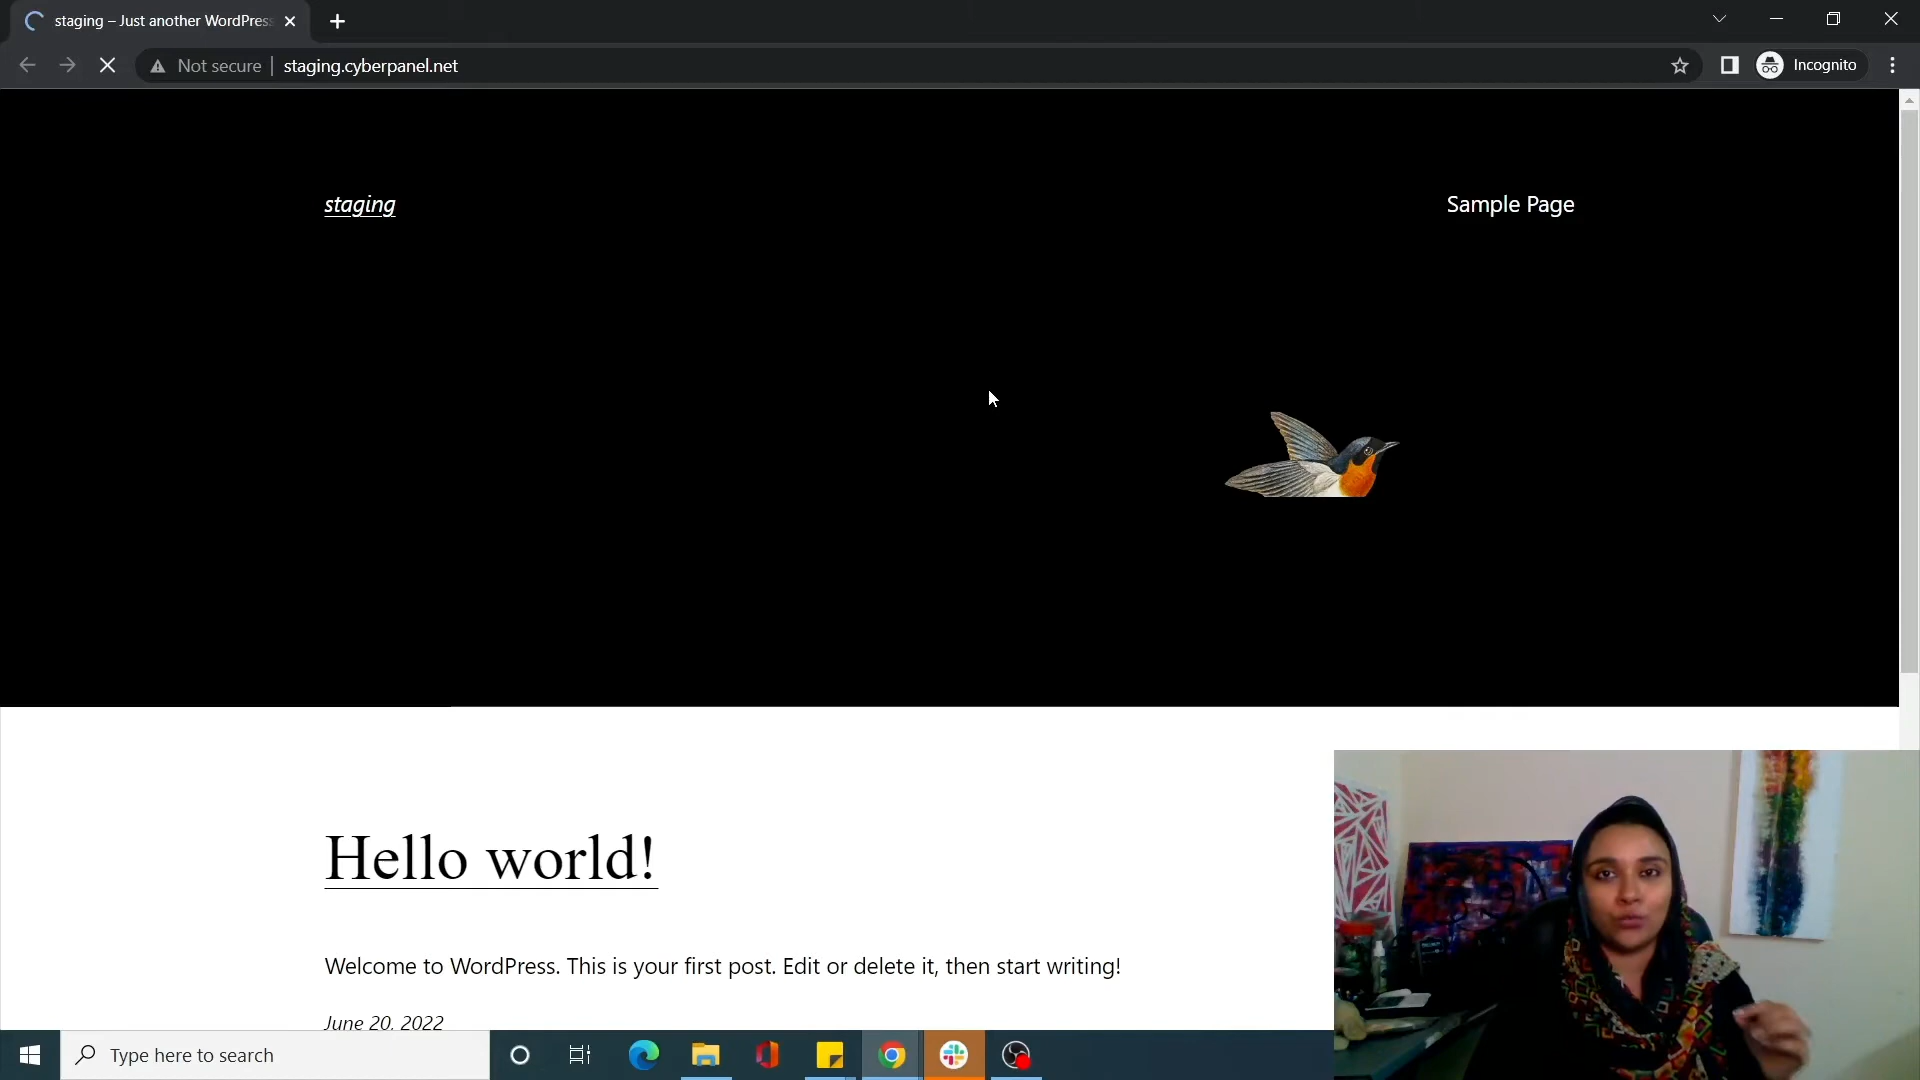 staging – Just another WordPress
Not secure
staging.cyberpanel.net
Incognito
staging
Sample Page
Hello world!
Welcome to WordPress. This is your first post. Edit or delete it, then start writing!
June 20, 2022
Type here to search